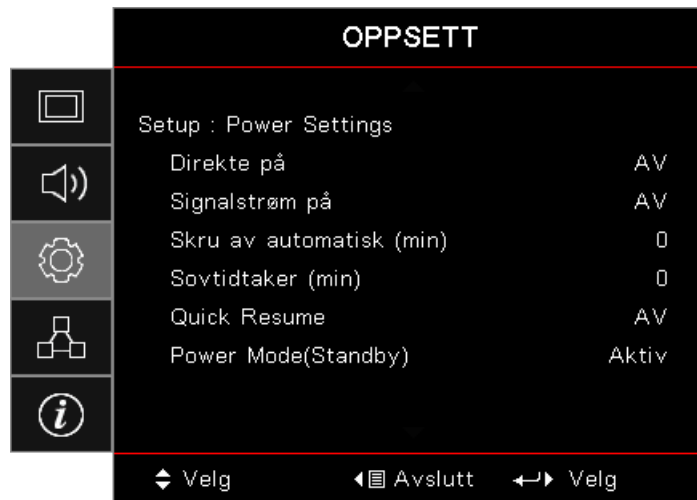 OPPSETT
Setup : Power Settings
Direkte på AV
Signalstrøm på AV
Skru av automatisk (min) 0
Sovtidtaker (min) 0
Quick Resume AV
Power Mode(Standby) Aktiv
Velg Avslutt Velg